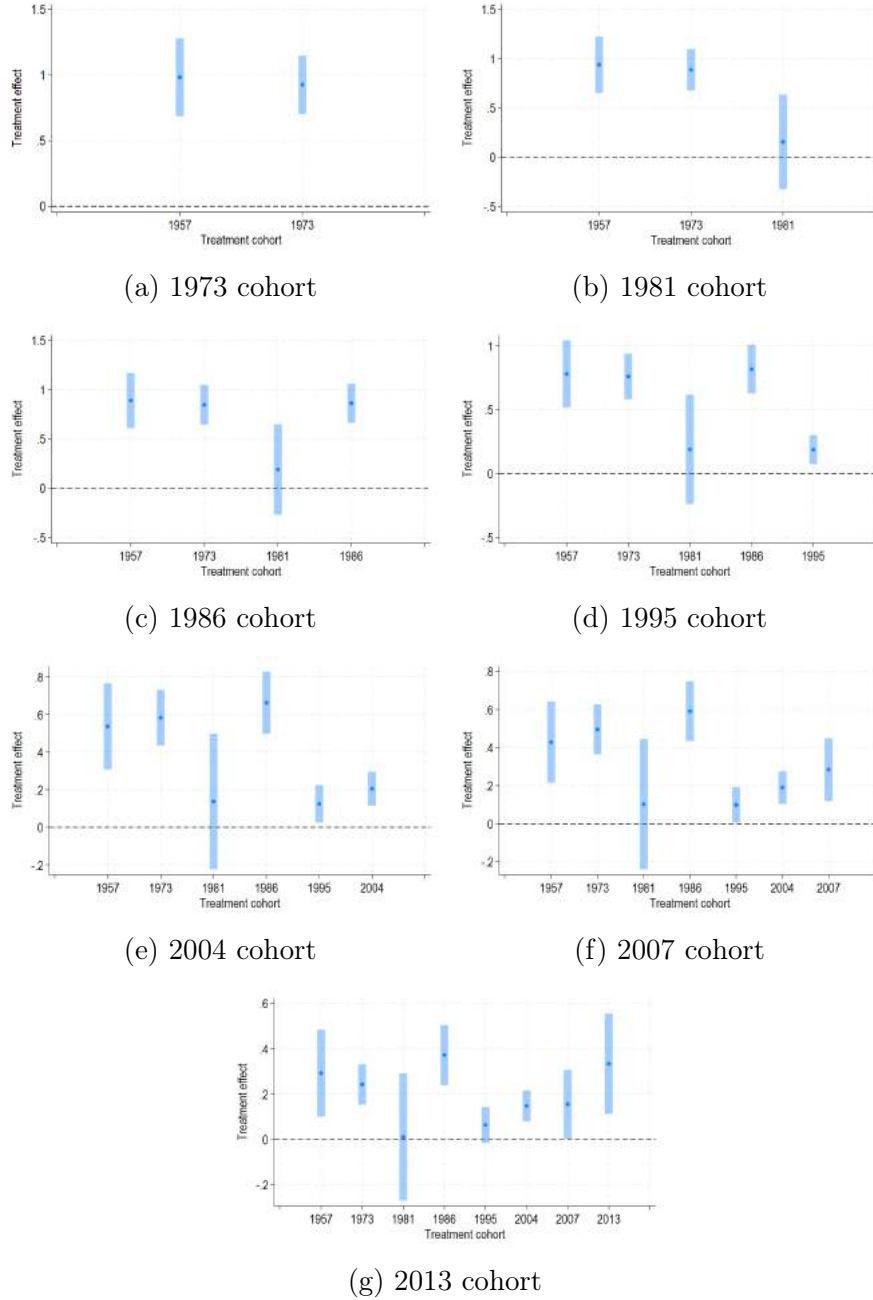 1.5
1
.5
0
Treatment effect
1957 1973
Treatment cohort
(a) 1973 cohort
1.5
1
.5
0
-.5
Treatment effect
1957 1973 1981
Treatment cohort
(b) 1981 cohort
1.5
1
.5
0
-.5
Treatment effect
1957 1973 1981 1986
Treatment cohort
(c) 1986 cohort
1
.5
0
-.5
Treatment effect
1957 1973 1981 1986 1995
Treatment cohort
(d) 1995 cohort
.8
.6
.4
.2
0
-.2
Treatment effect
1957 1973 1981 1986 1995 2004
Treatment cohort
(e) 2004 cohort
.8
.6
.4
.2
0
-.2
Treatment effect
1957 1973 1981 1986 1995 2004 2007
Treatment cohort
(f) 2007 cohort
.6
.4
.2
0
-.2
Treatment effect
1957 1973 1981 1986 1995 2004 2007 2013
Treatment cohort
(g) 2013 cohort